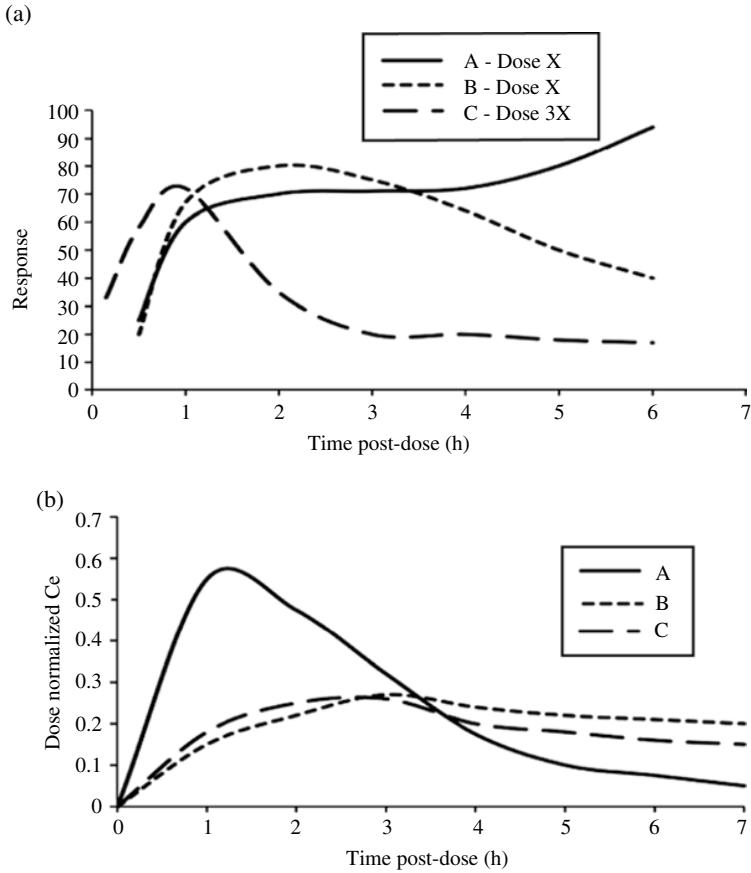 (a)
A - Dose X
B - Dose X
C - Dose 3X
100
90
80
70
60
50
40
30
20
10
0
Response
0 1 2 3 4 5 6 7
Time post-dose (h)
(b)
0.7
0.6
0.5
0.4
0.3
0.2
0.1
0
Dose normalized Ce
A
B
C
0 1 2 3 4 5 6 7
Time post-dose (h)